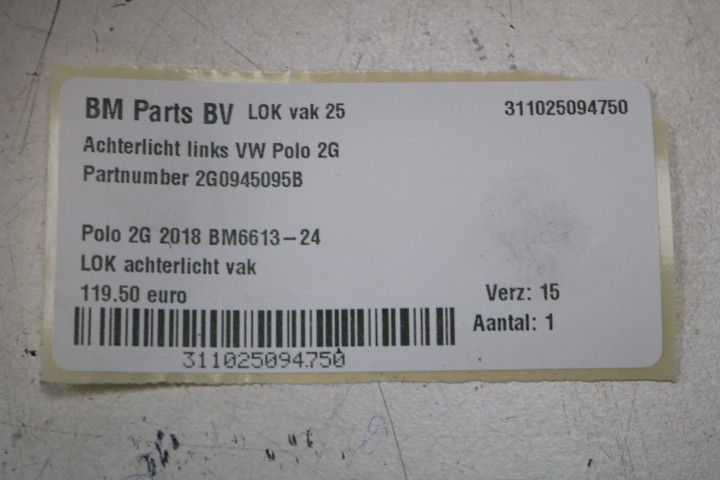 BM Parts BV LOK vak 25 311025094750
Achterlicht links VW Polo 2G
Partnumber 2G0945095B
Polo 2G 2018 BM6613-24
LOK achterlicht vak
119.50 euro Verz: 15
Aantal: 1
311025094750